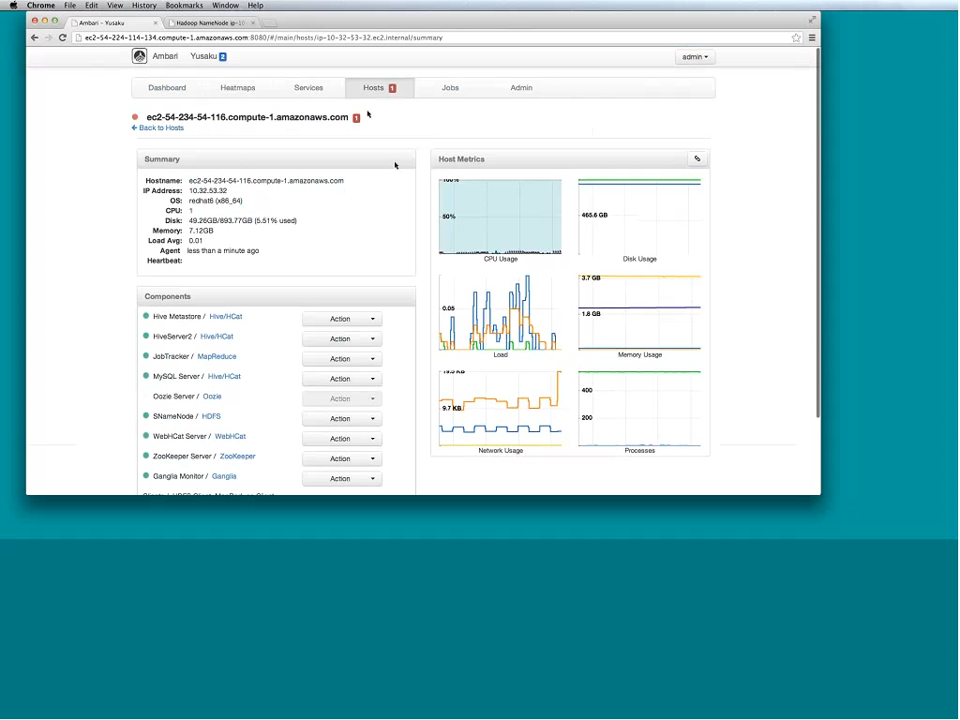 Chrome File Edit View History Bookmarks Window Help
Ambari - Yusaku Hadoop NameNode ip-10-
ec2-54-224-114-134.compute-1.amazonaws.com:8080/#/main/hosts/ip-10-32-53-32.ec2.internal/summary
Ambari Yusaku 2 admin
Dashboard Heatmaps Services Hosts 1 Jobs Admin
ec2-54-234-54-116.compute-1.amazonaws.com 1
Back to Hosts
Summary
Hostname: ec2-54-234-54-116.compute-1.amazonaws.com
IP Address: 10.32.53.32
OS: redhat6 (x86_64)
CPU: 1
Disk: 49.26GB/893.77GB (5.51% used)
Memory: 7.12GB
Load Avg: 0.01
Agent Heartbeat: less than a minute ago
Components
Hive Metastore / Hive/HCat Action
HiveServer2 / Hive/HCat Action
JobTracker / MapReduce Action
MySQL Server / Hive/HCat Action
Oozie Server / Oozie Action
SNameNode / HDFS Action
WebHCat Server / WebHCat Action
ZooKeeper Server / ZooKeeper Action
Ganglia Monitor / Ganglia Action
Host Metrics
100%
50%
CPU Usage
465.6 GB
Disk Usage
0.05
Load
3.7 GB
1.8 GB
Memory Usage
9.7 KB
Network Usage
400
200
Processes